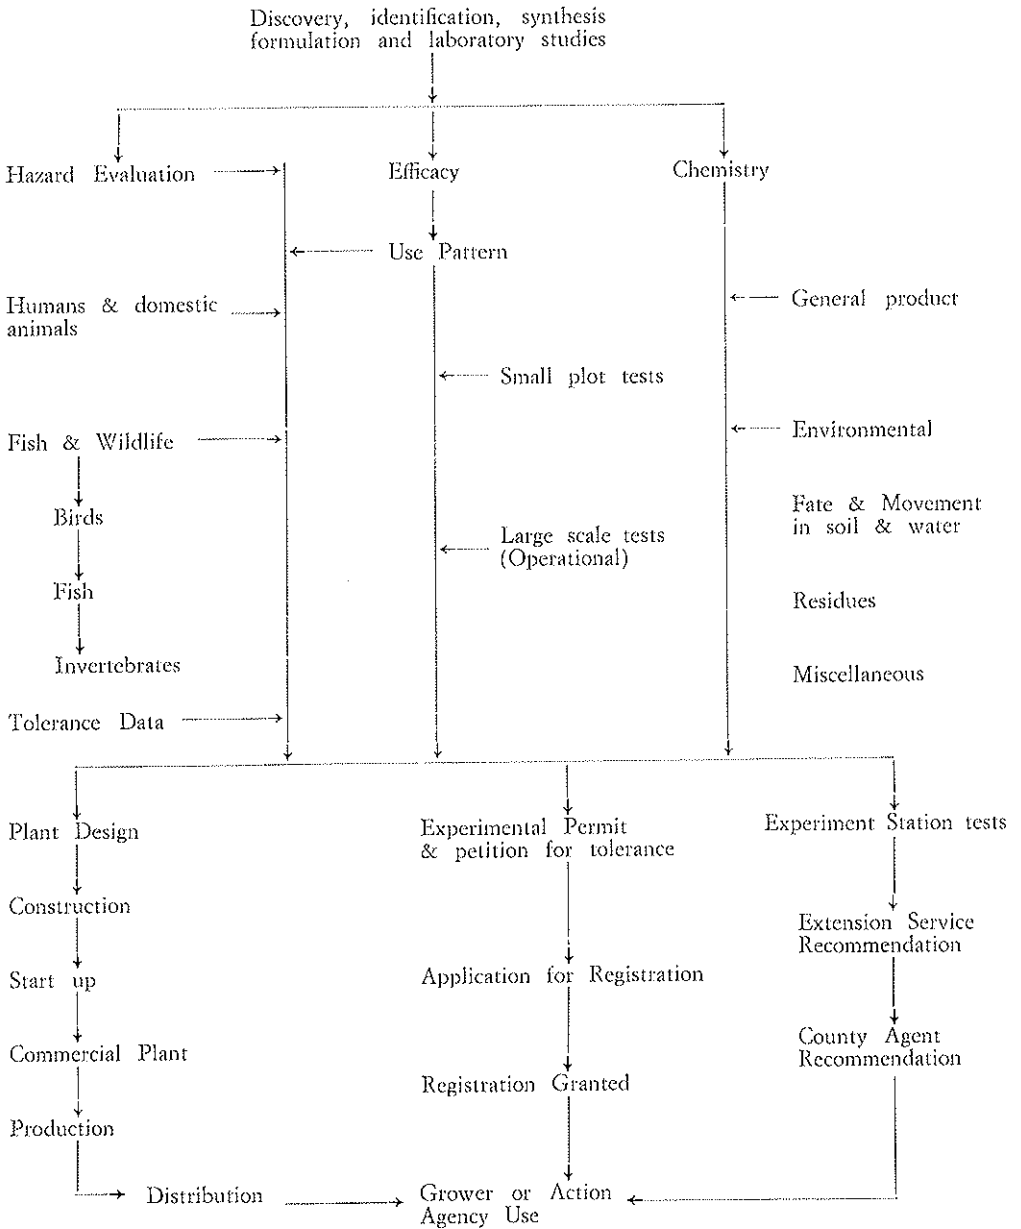 Discovery, identification, synthesis
formulation and laboratory studies
Hazard Evaluation
Efficacy
Chemistry
Use Pattern
Humans & domestic
animals
General product
Small plot tests
Fish & Wildlife
Environmental
Birds
Fate & Movement
in soil & water
Large scale tests
(Operational)
Fish
Residues
Invertebrates
Miscellaneous
Tolerance Data
Plant Design
Experimental Permit
& petition for tolerance
Experiment Station tests
Construction
Extension Service
Recommendation
Start up
Application for Registration
Commercial Plant
County Agent
Recommendation
Registration Granted
Production
Distribution
Grower or Action
Agency Use